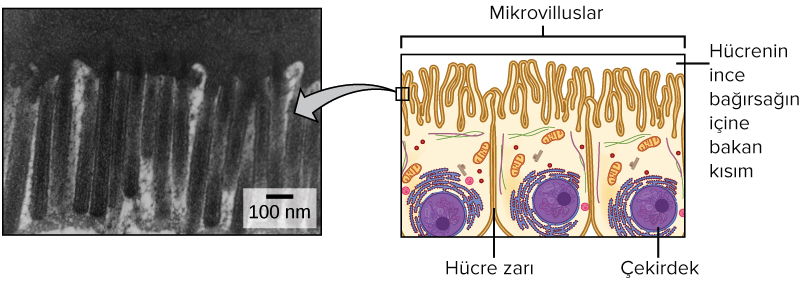 Mikrovilluslar
Hücrenin
ince
bağırsağın
içine
bakan
kısım
100 nm
Hücre zarı
Çekirdek